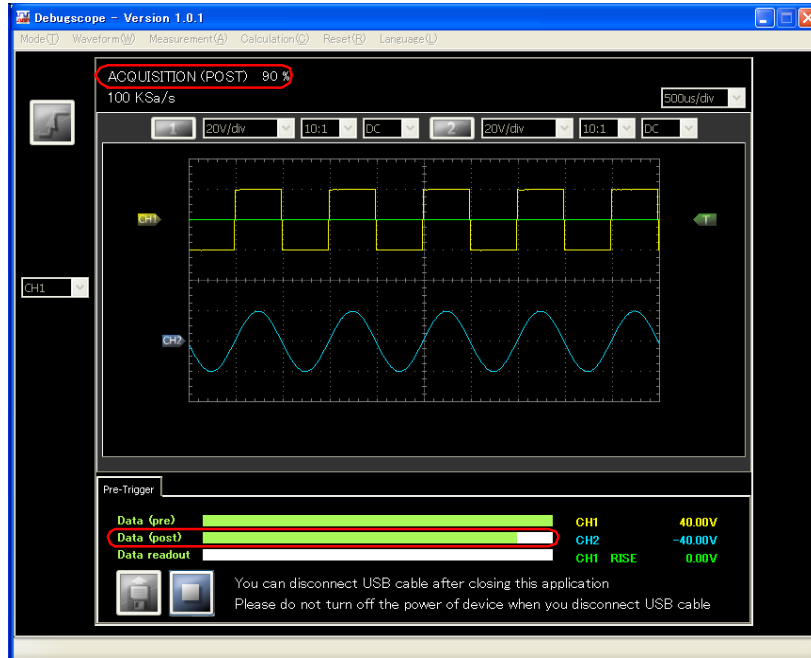 Debugscope - Version 1.0.1
Mode(T) Waveform(W) Measurement(A) Calculation(C) Reset(R) Language(L)
ACQUISITION (POST) 90 %
100 KSa/s
500us/div
1 20V/div 10:1 DC 2 20V/div 10:1 DC
CH1
T
CH1
CH2
Pre-Trigger
Data (pre) CH1 40.00V
Data (post) CH2 -40.00V
Data readout CH1 RISE 0.00V
You can disconnect USB cable after closing this application
Please do not turn off the power of device when you disconnect USB cable